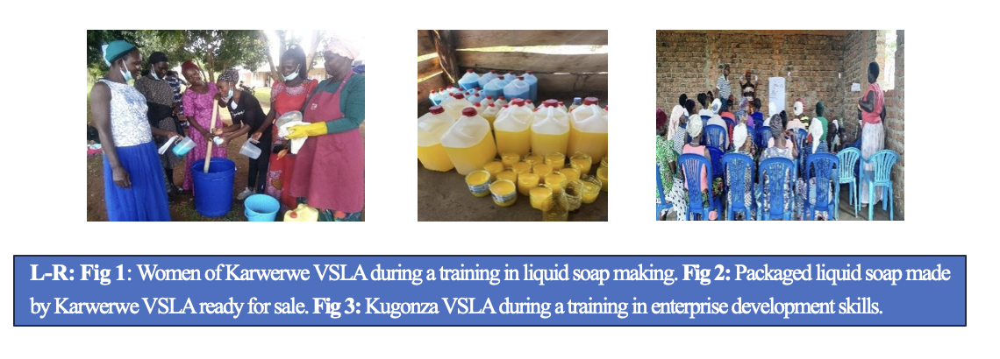 L-R: Fig 1: Women of Karwerwe VSLA during a training in liquid soap making. Fig 2: Packaged liquid soap made
by Karwerwe VSLA ready for sale. Fig 3: Kugonza VSLA during a training in enterprise development skills.